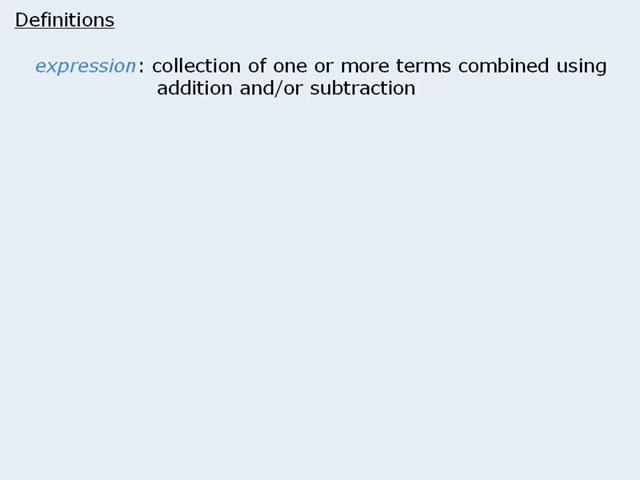 Definitions
expression: collection of one or more terms combined using
addition and/or subtraction